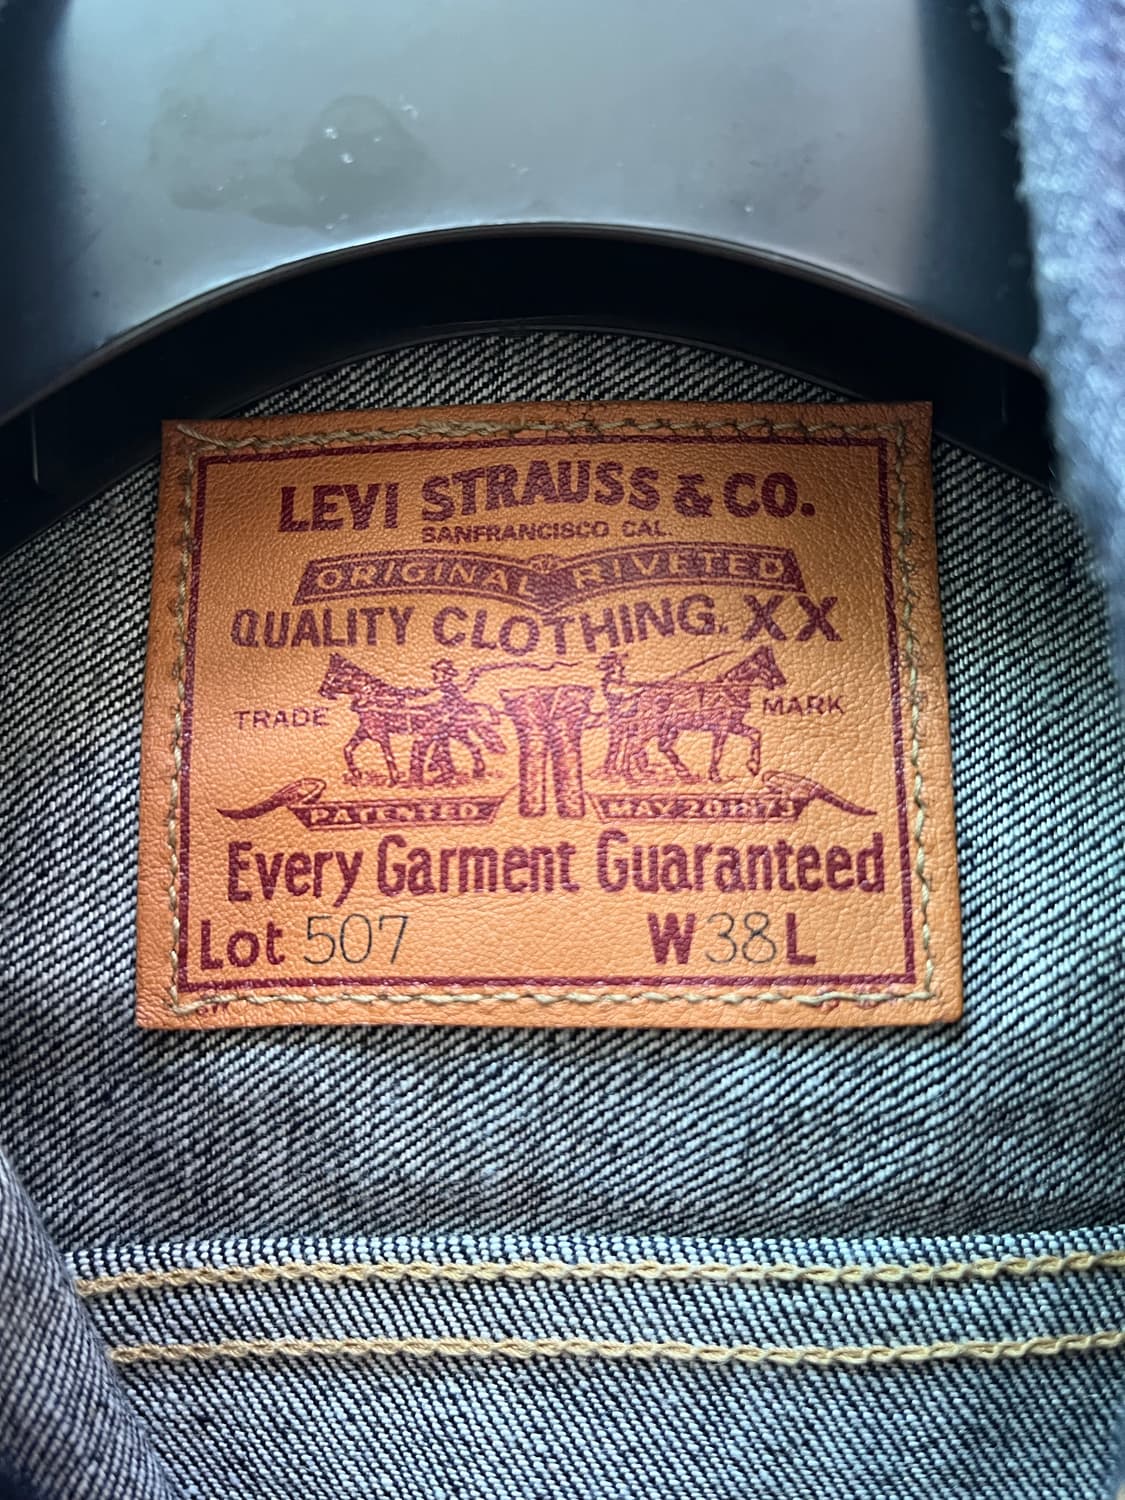 LEVI STRAUSS & CO.
SANFRANCISCO CAL.
ORIGINAL RIVETED
QUALITY CLOTHING. XX
TRADE MARK
PATENTED MAY 20 1873
Every Garment Guaranteed
Lot 507 W38L